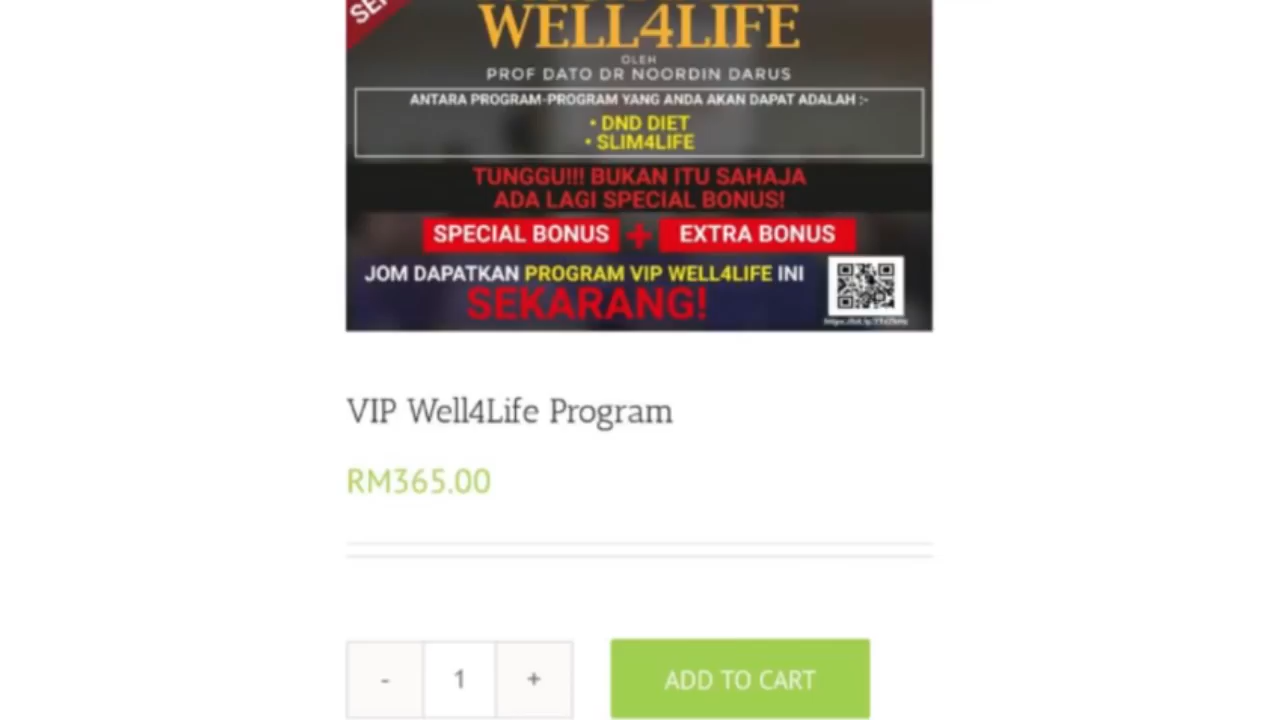 WELL4LIFE
OLEH
PROF DATO DR NOORDIN DARUS
ANTARA PROGRAM-PROGRAM YANG ANDA AKAN DAPAT ADALAH :-
• DND DIET
• SLIM4LIFE
TUNGGU!!! BUKAN ITU SAHAJA
ADA LAGI SPECIAL BONUS!
SPECIAL BONUS + EXTRA BONUS
JOM DAPATKAN PROGRAM VIP WELL4LIFE INI
SEKARANG!
VIP Well4Life Program
RM365.00
- 1 +
ADD TO CART